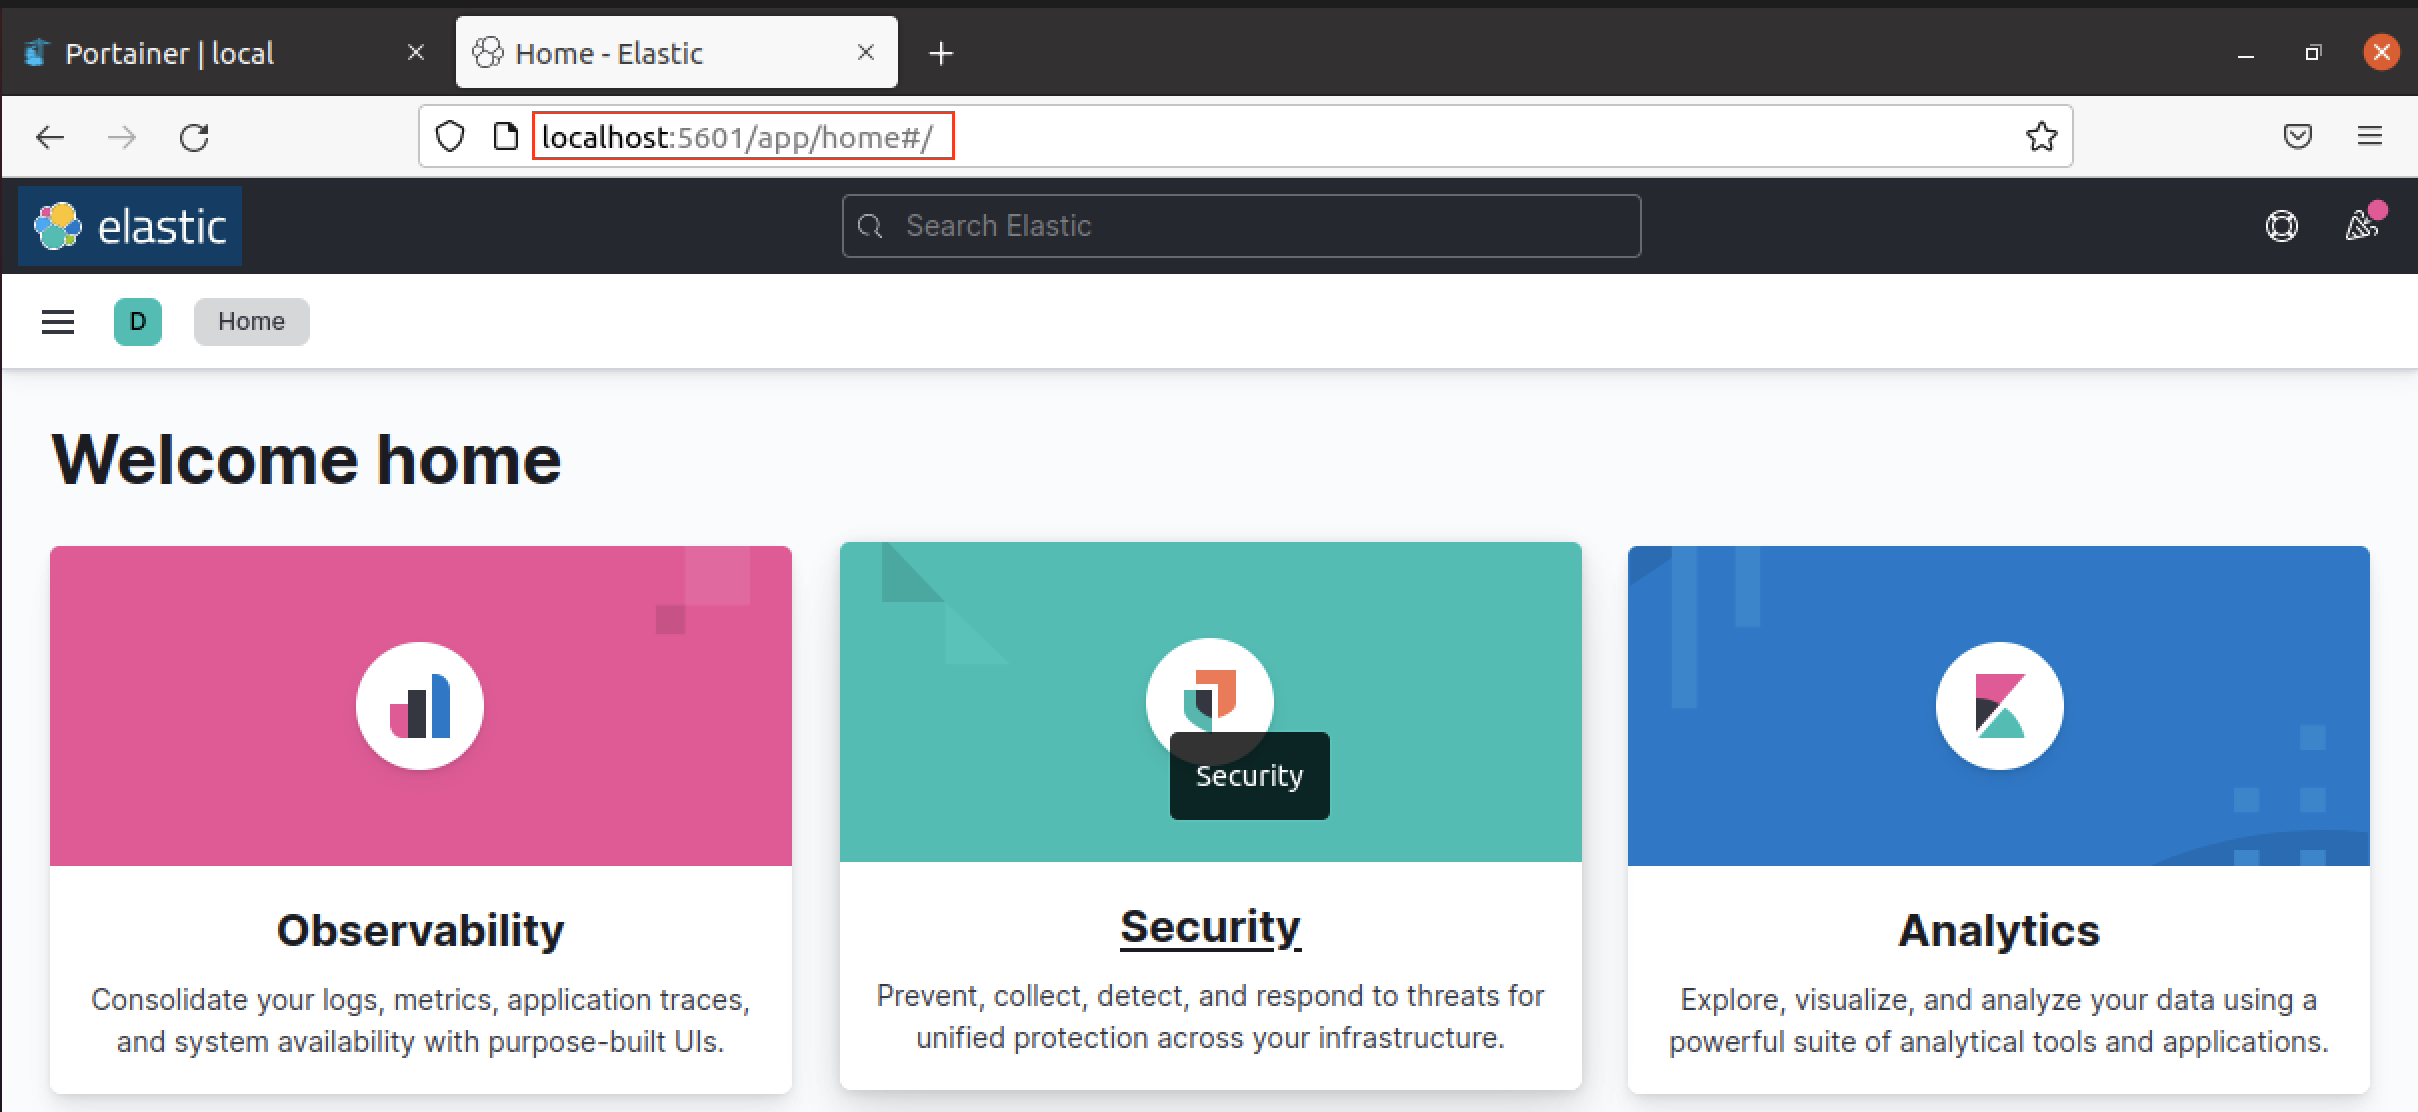 Portainer | local
Home - Elastic
localhost:5601/app/home#/
elastic
Search Elastic
D
Home
Welcome home
Security
Observability
Consolidate your logs, metrics, application traces,
and system availability with purpose-built UIs.
Security
Prevent, collect, detect, and respond to threats for
unified protection across your infrastructure.
Analytics
Explore, visualize, and analyze your data using a
powerful suite of analytical tools and applications.